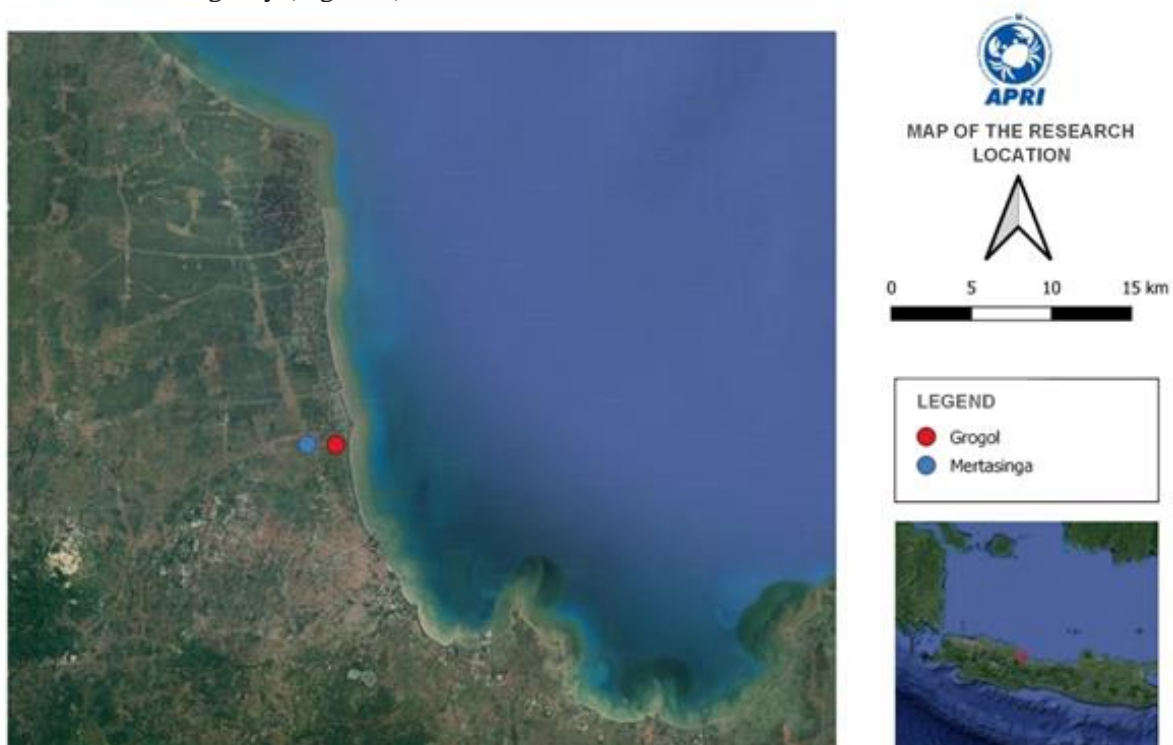 APRI
MAP OF THE RESEARCH
LOCATION
0 5 10 15 km
LEGEND
Grogol
Mertasinga